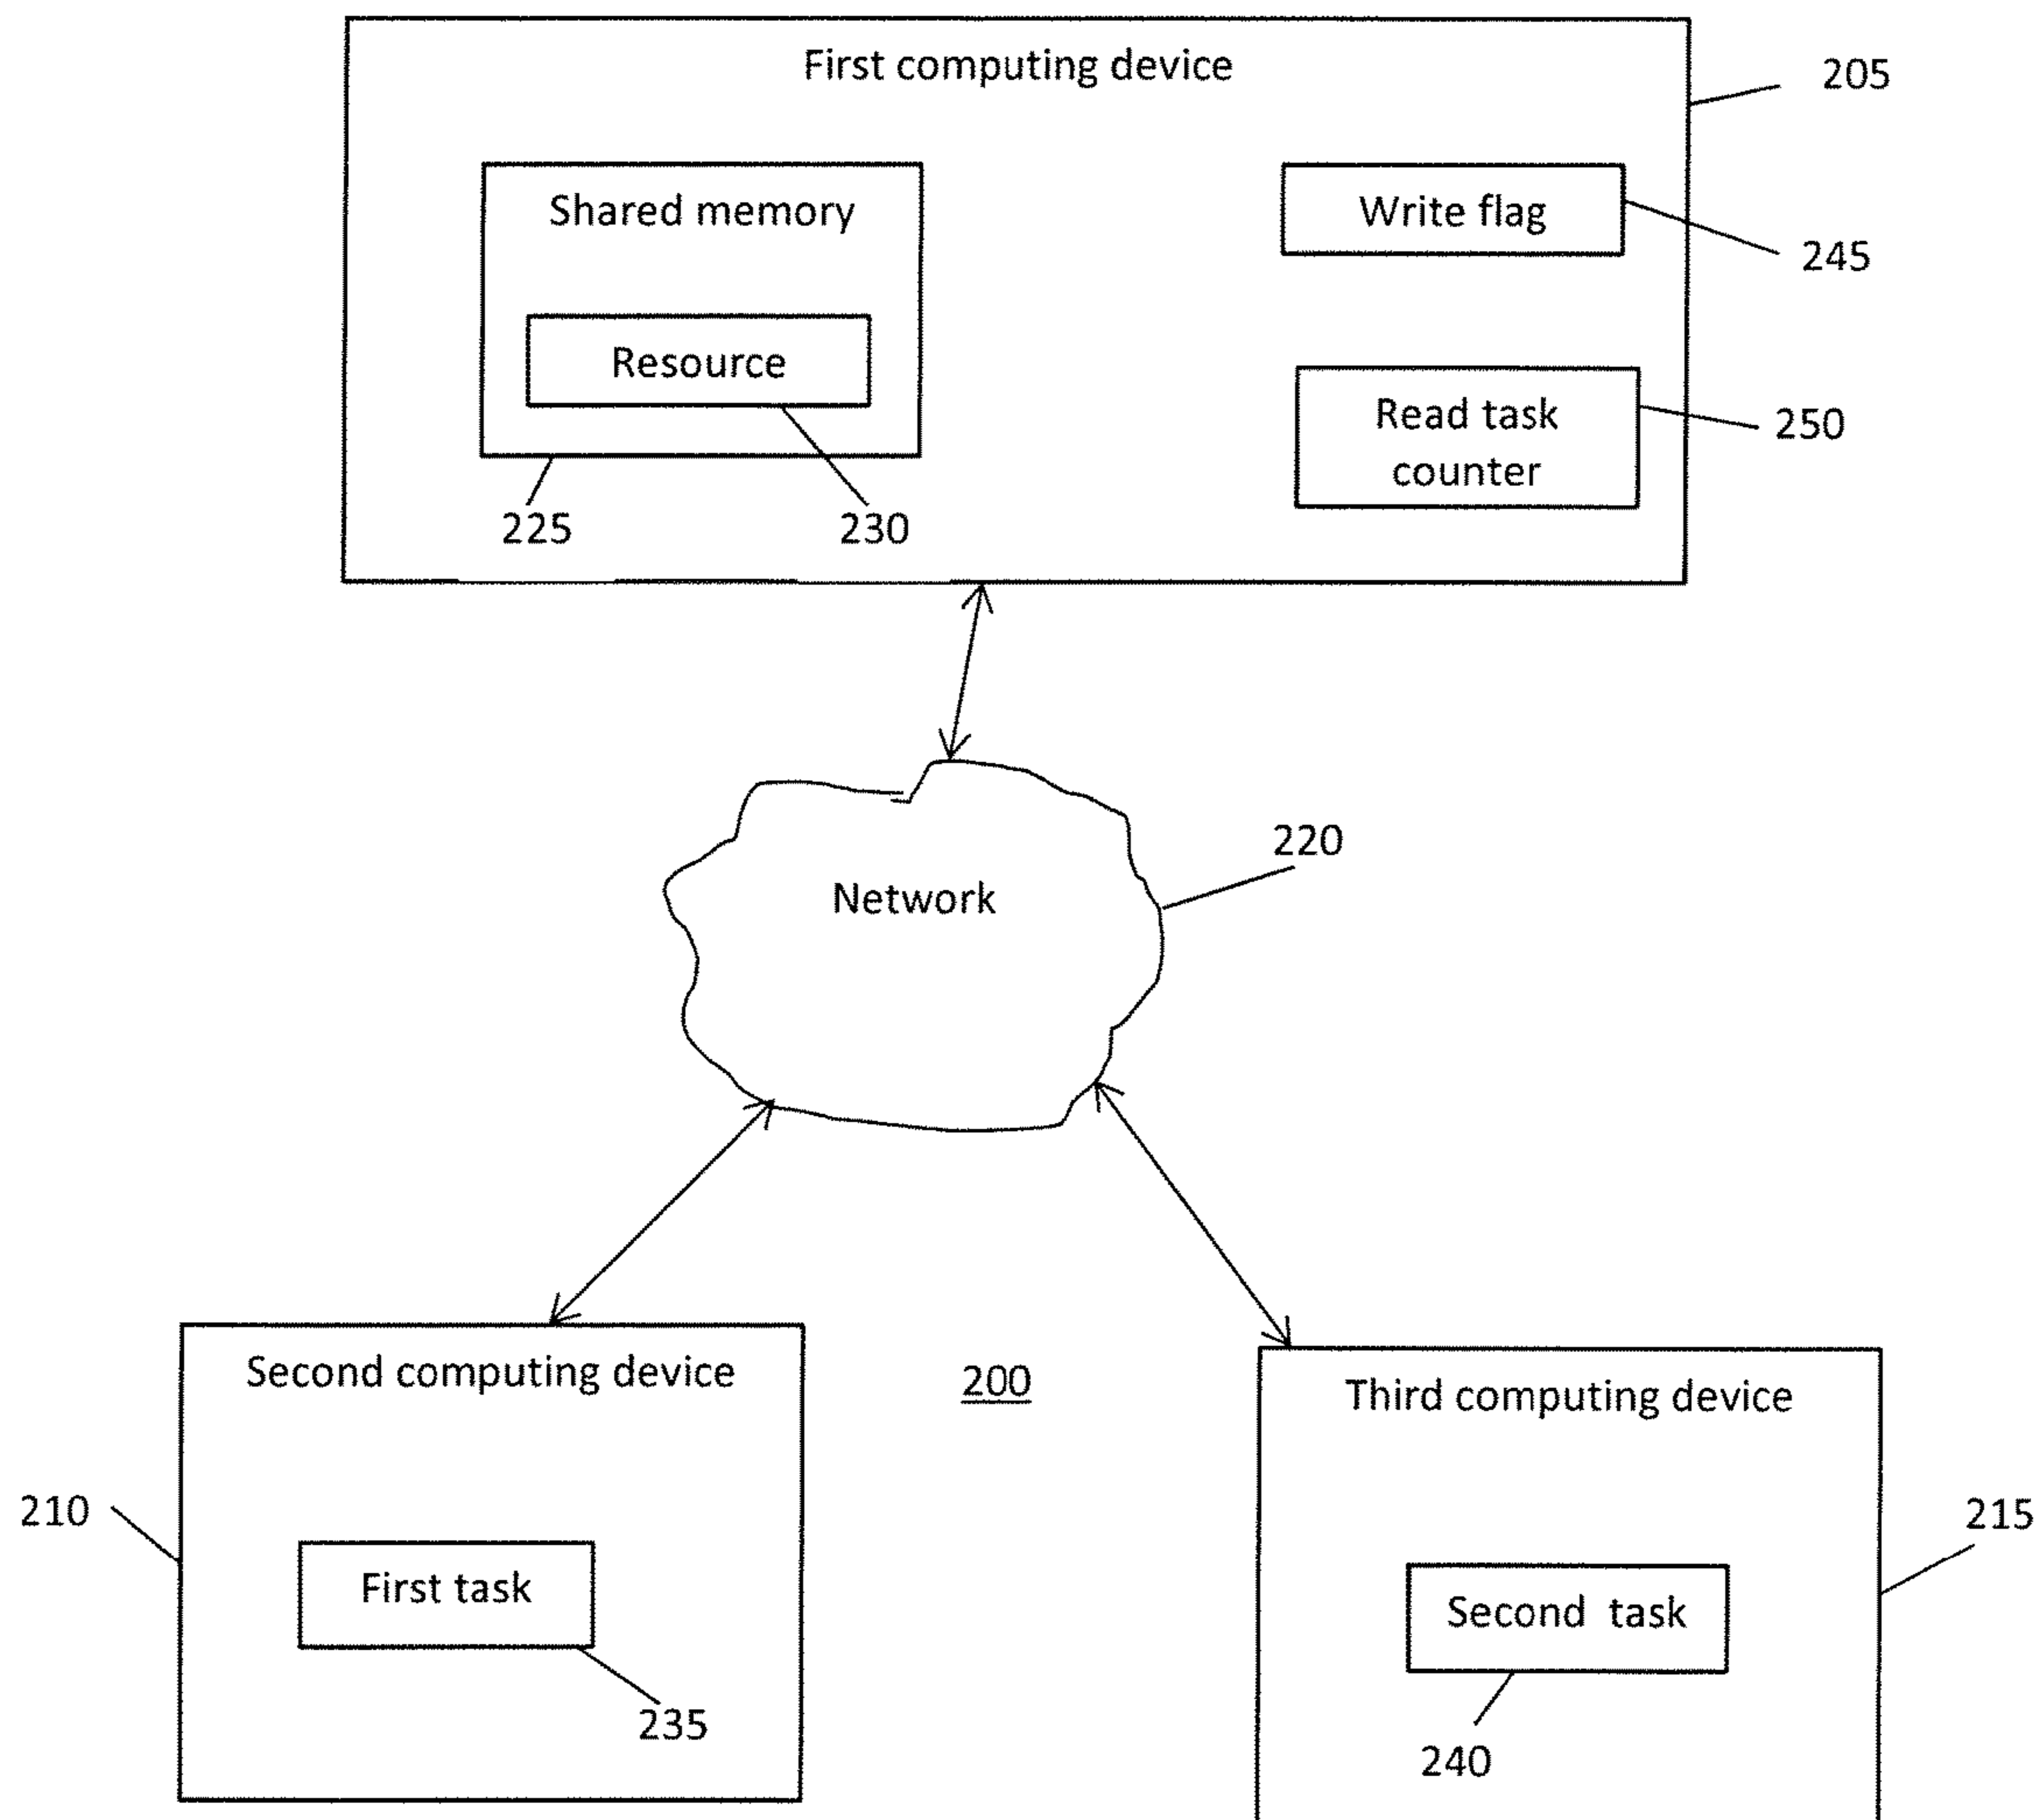 First computing device
205
Shared memory
Write flag
245
Resource
Read task
counter
250
225
230
220
Network
Second computing device
200
Third computing device
210
215
First task
Second task
235
240